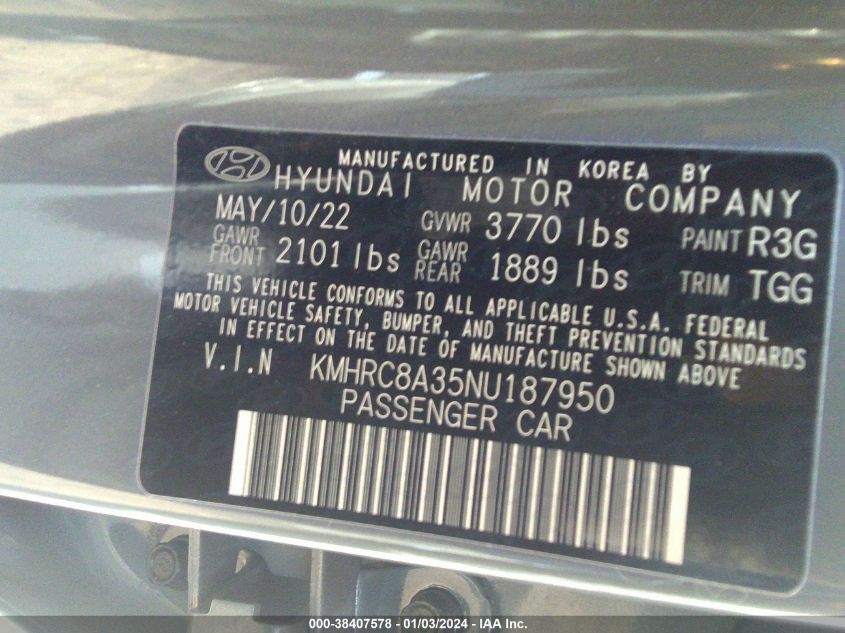 MANUFACTURED IN KOREA BY
HYUNDAI MOTOR COMPANY
MAY/10/22 GVWR 3770 lbs PAINT R3G
GAWR FRONT 2101 lbs GAWR REAR 1889 lbs TRIM TGG
THIS VEHICLE CONFORMS TO ALL APPLICABLE U.S.A. FEDERAL
MOTOR VEHICLE SAFETY, BUMPER, AND THEFT PREVENTION STANDARDS
IN EFFECT ON THE DATE OF MANUFACTURE SHOWN ABOVE
V.I.N KMHRC8A35NU187950
PASSENGER CAR
000-38407578 - 01/03/2024 - IAA Inc.